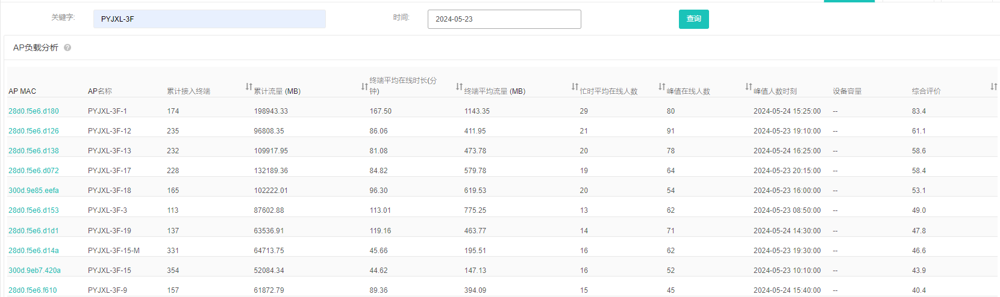 关键字: PYJXL-3F 时间: 2024-05-23 查询
AP负载分析 ?
AP MAC AP名称 累计接入终端 累计流量 (MB) 终端平均在线时长(分钟) 终端平均流量 (MB) 忙时平均在线人数 峰值在线人数 峰值人数时刻 设备容量 综合评价
28d0.f5e6.d180 PYJXL-3F-1 174 198943.33 167.50 1143.35 29 80 2024-05-24 15:25:00 -- 83.4
28d0.f5e6.d126 PYJXL-3F-12 235 96808.35 86.06 411.95 21 91 2024-05-23 19:10:00 -- 61.1
28d0.f5e6.d138 PYJXL-3F-13 232 109917.95 81.08 473.78 20 78 2024-05-24 16:25:00 -- 58.6
28d0.f5e6.d072 PYJXL-3F-17 228 132189.36 84.82 579.78 19 64 2024-05-23 20:15:00 -- 58.4
300d.9e85.eefa PYJXL-3F-18 165 102222.01 96.30 619.53 20 54 2024-05-23 16:00:00 -- 53.1
28d0.f5e6.d153 PYJXL-3F-3 113 87602.88 113.01 775.25 13 62 2024-05-23 08:50:00 -- 49.0
28d0.f5e6.d1d1 PYJXL-3F-19 137 63536.91 119.16 463.77 14 71 2024-05-24 14:30:00 -- 47.8
28d0.f5e6.d14a PYJXL-3F-15-M 331 64713.75 45.66 195.51 16 62 2024-05-23 19:30:00 -- 46.6
300d.9eb7.420a PYJXL-3F-15 354 52084.34 44.62 147.13 16 52 2024-05-23 10:10:00 -- 43.9
28d0.f5e6.f610 PYJXL-3F-9 157 61872.79 89.36 394.09 15 45 2024-05-24 15:40:00 -- 40.4